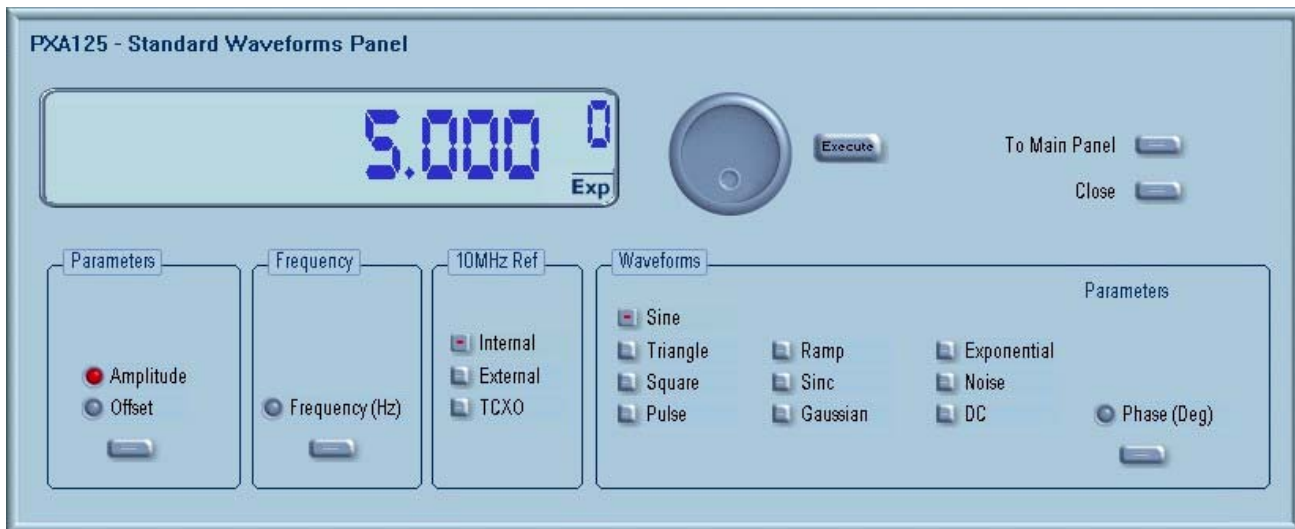 PXA125 - Standard Waveforms Panel
5.000 0
Exp
Execute
To Main Panel
Close
Parameters
Amplitude
Offset
Frequency
Frequency (Hz)
10MHz Ref
Internal
External
TCXO
Waveforms
Sine
Triangle
Square
Pulse
Ramp
Sinc
Gaussian
Exponential
Noise
DC
Parameters
Phase (Deg)